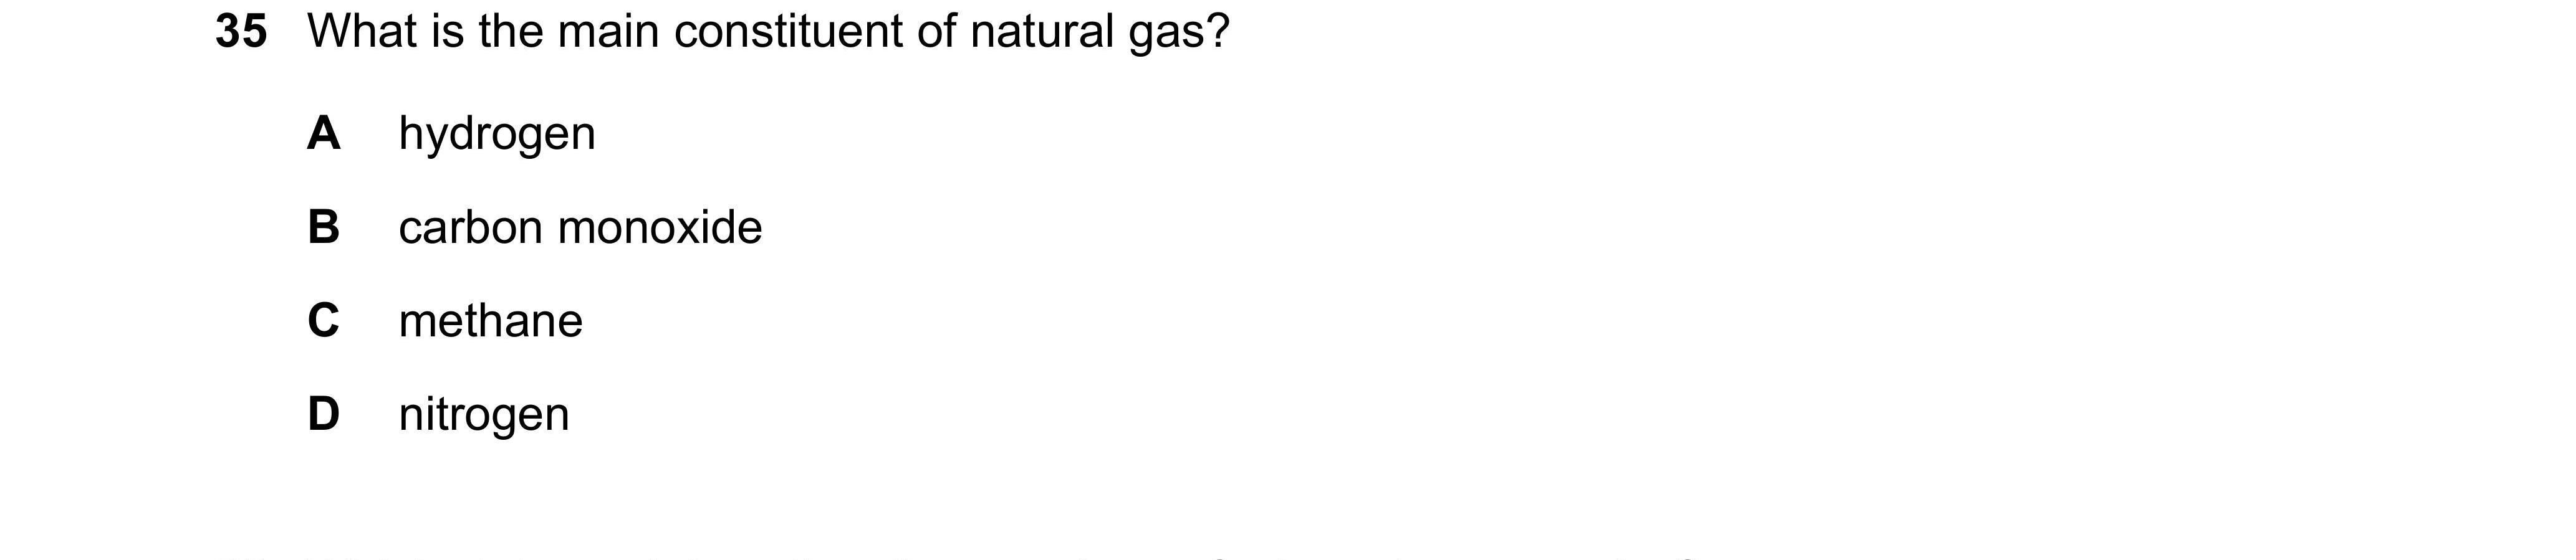 35 What is the main constituent of natural gas?
A hydrogen
B carbon monoxide
C methane
D nitrogen